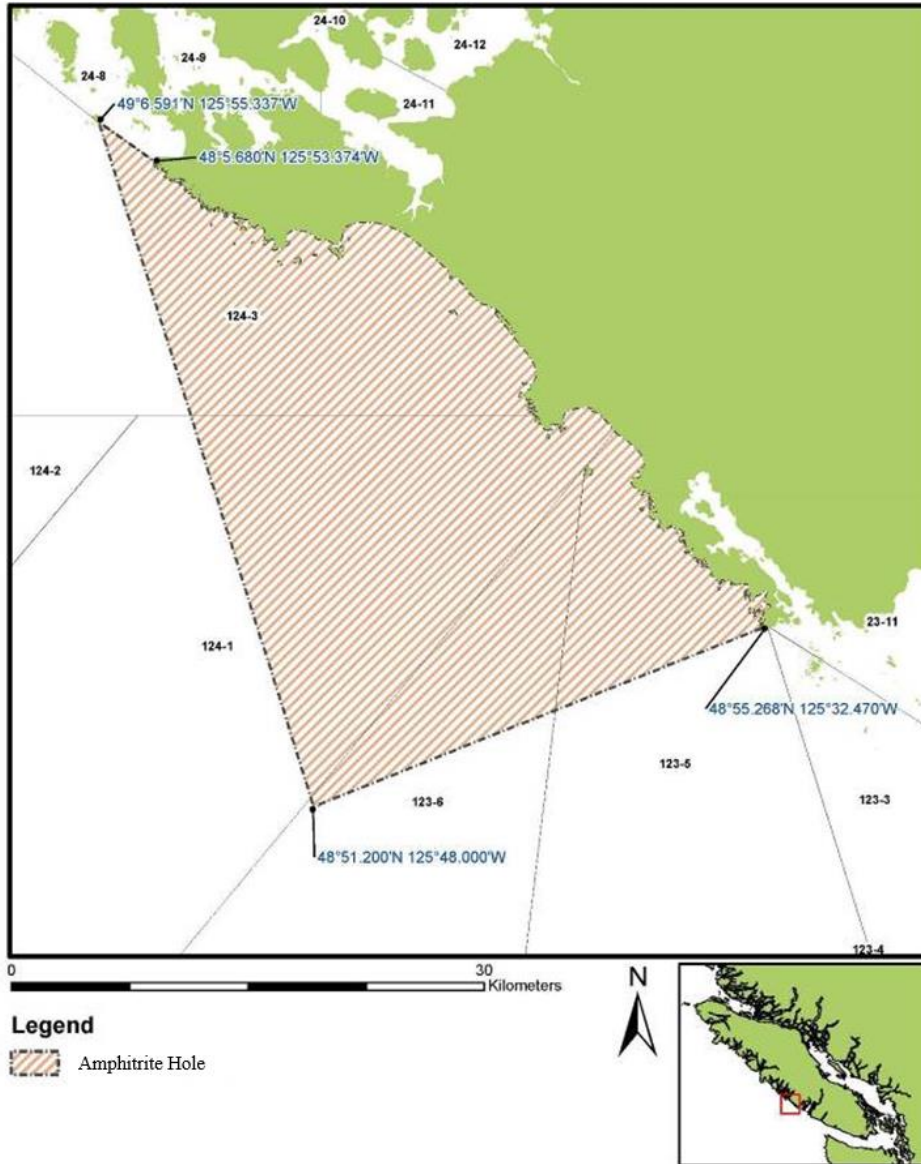 24-10
24-12
24-9
24-8
24-11
49°6.591'N 125°55.337'W
48°5.680'N 125°53.374'W
124-3
124-2
124-1
23-11
48°55.268'N 125°32.470'W
123-5
123-6
123-3
48°51.200'N 125°48.000'W
123-4
0 30
Kilometers
N
Legend
Amphitrite Hole